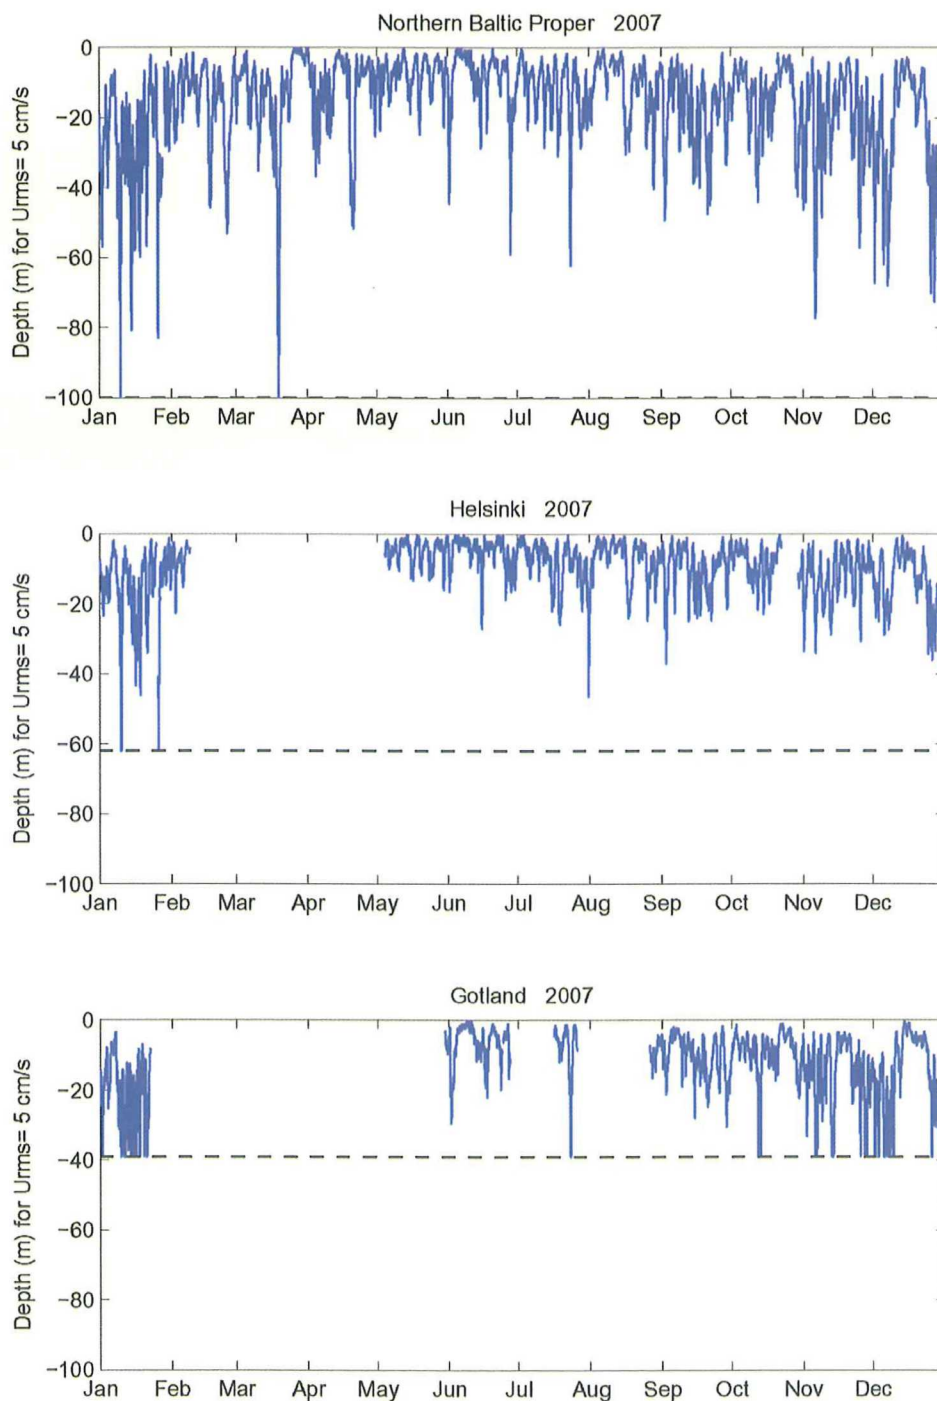 Northern Baltic Proper 2007
Depth (m) for Urms= 5 cm/s
0
−20
−40
−60
−80
−100
Jan Feb Mar Apr May Jun Jul Aug Sep Oct Nov Dec
Helsinki 2007
Depth (m) for Urms= 5 cm/s
0
−20
−40
−60
−80
−100
Jan Feb Mar Apr May Jun Jul Aug Sep Oct Nov Dec
Gotland 2007
Depth (m) for Urms= 5 cm/s
0
−20
−40
−60
−80
−100
Jan Feb Mar Apr May Jun Jul Aug Sep Oct Nov Dec